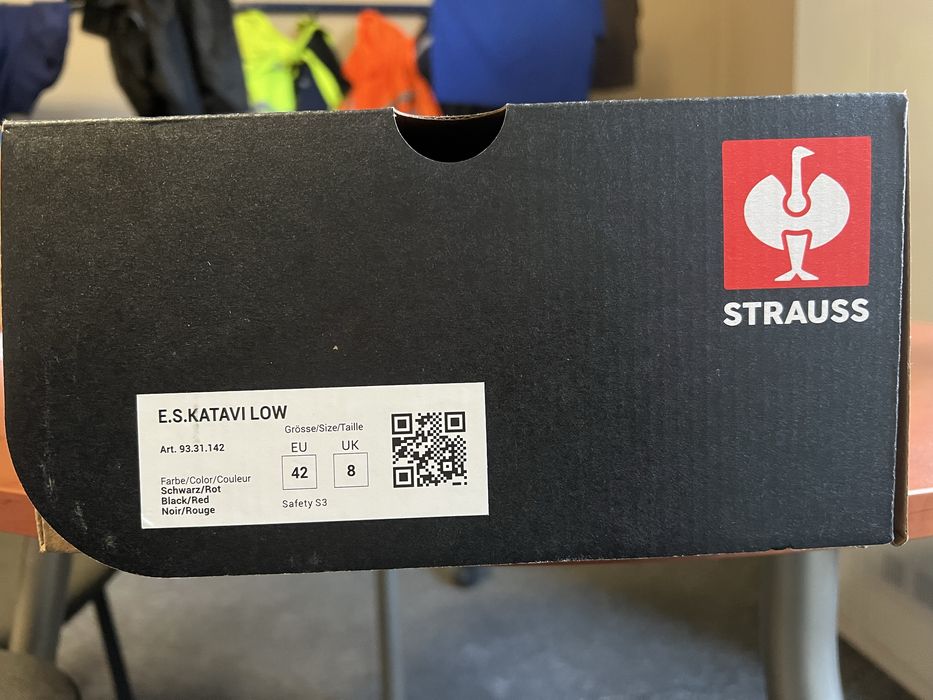 STRAUSS
E.S.KATAVI LOW
Grösse/Size/Taille
Art. 93.31.142
EU UK
42 8
Farbe/Color/Couleur
Schwarz/Rot
Black/Red
Noir/Rouge
Safety S3